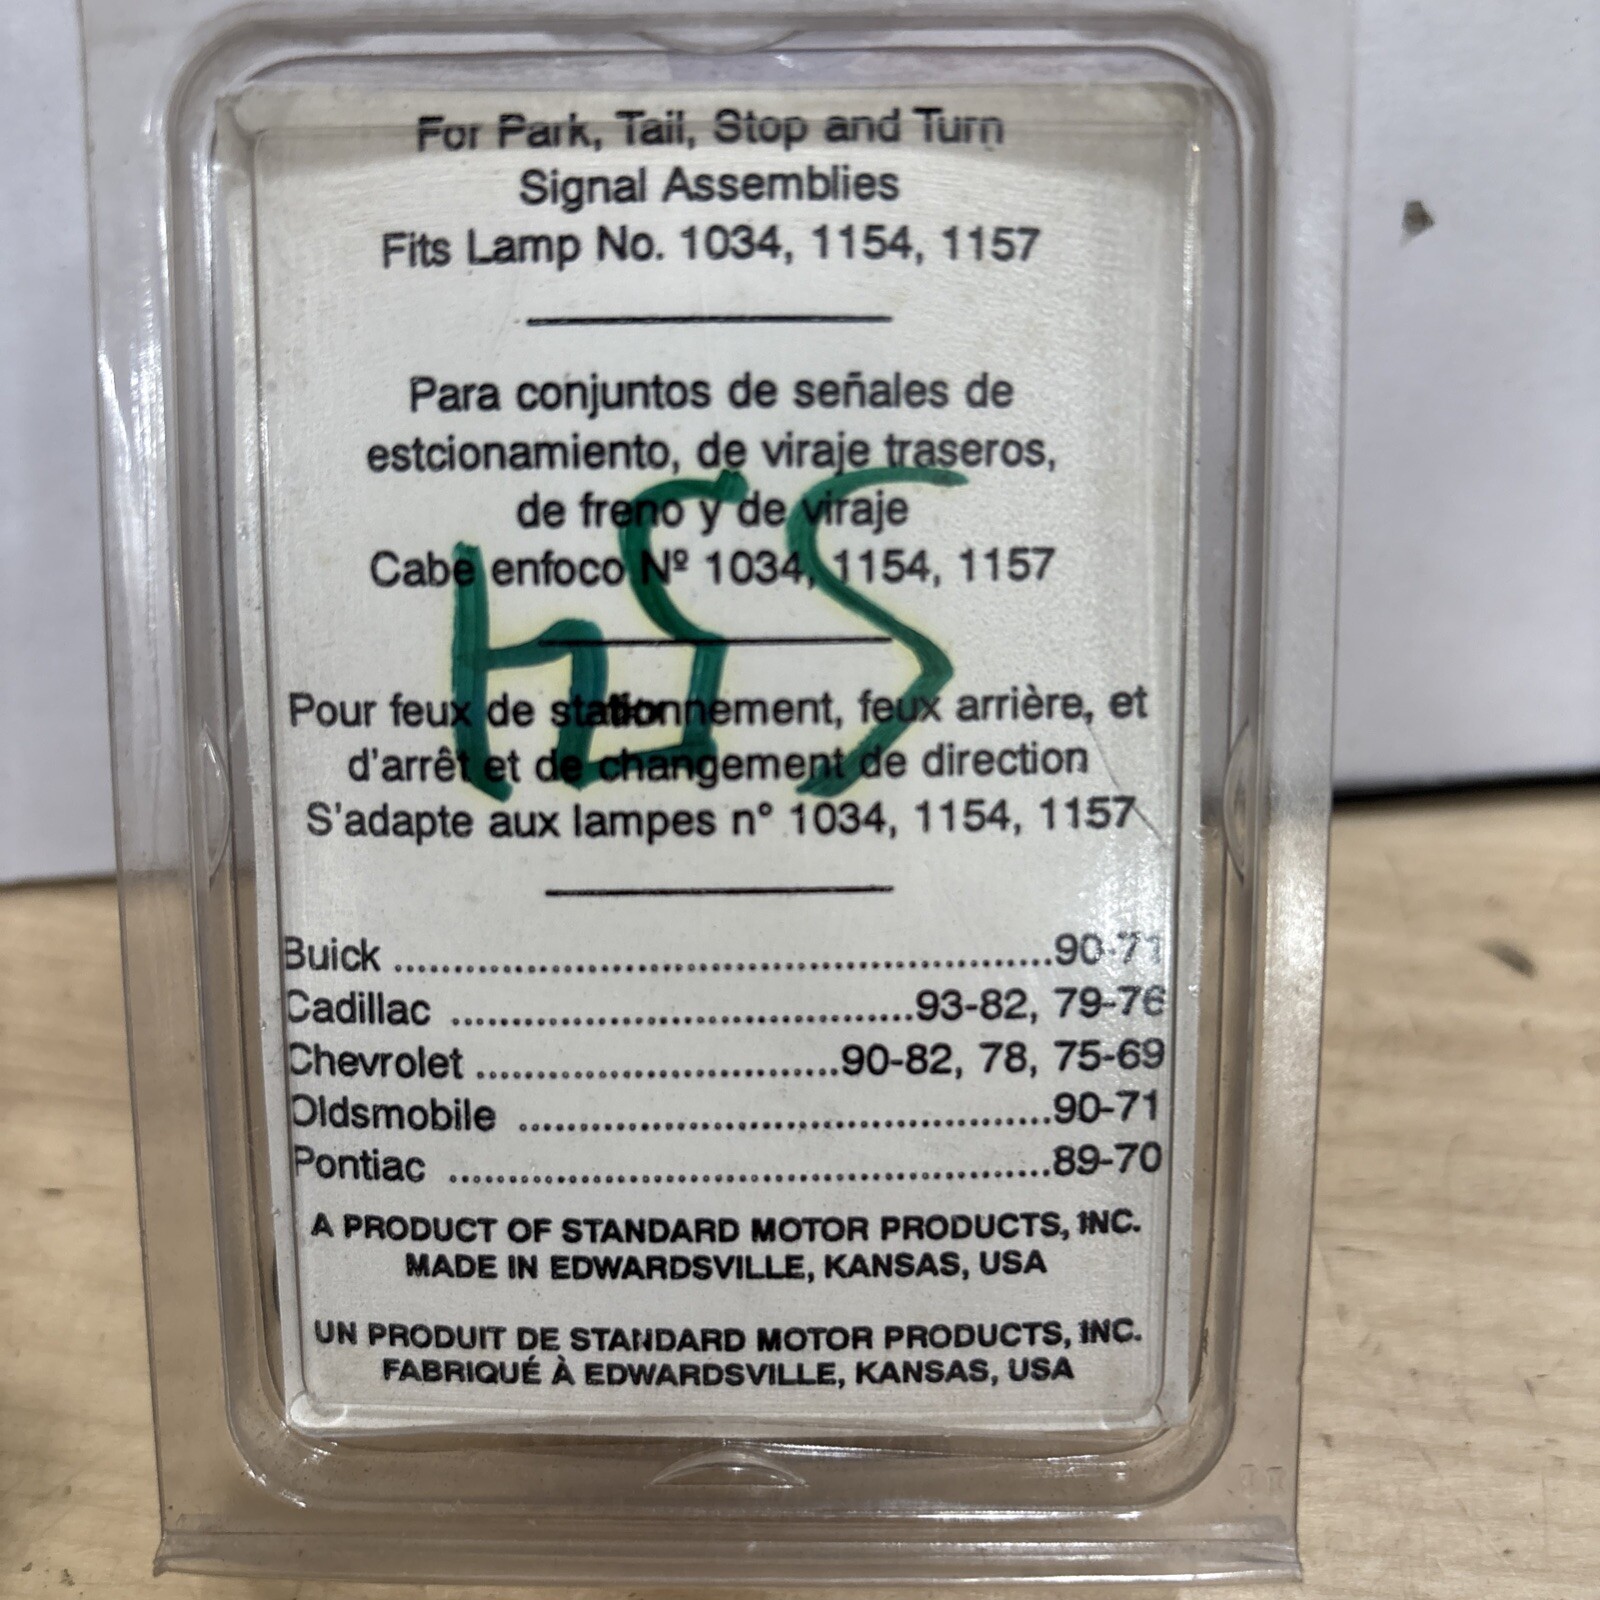 For Park, Tail, Stop and Turn
Signal Assemblies
Fits Lamp No. 1034, 1154, 1157
Para conjuntos de señales de
estcionamiento, de viraje traseros,
de freno y de viraje
Cabe enfoco Nº 1034, 1154, 1157
Pour feux de stationnement, feux arrière, et
d'arrêt et de changement de direction
S'adapte aux lampes n° 1034, 1154, 1157
Buick ........................................................90-71
Cadillac .......................................93-82, 79-76
Chevrolet ...............................90-82, 78, 75-69
Oldsmobile .............................................90-71
Pontiac ...................................................89-70
A PRODUCT OF STANDARD MOTOR PRODUCTS, INC.
MADE IN EDWARDSVILLE, KANSAS, USA
UN PRODUIT DE STANDARD MOTOR PRODUCTS, INC.
FABRIQUÉ À EDWARDSVILLE, KANSAS, USA